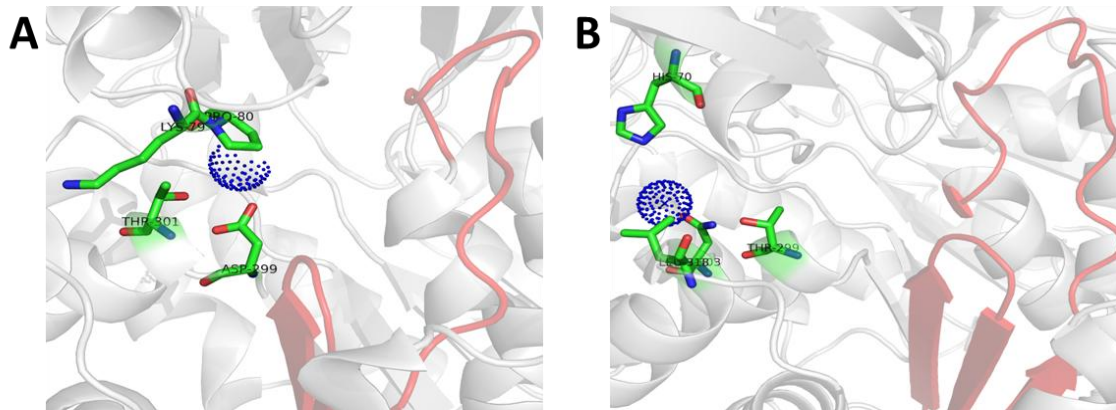 A
B
LYS-79
PRO-80
THR-301
ASP-299
HIS-70
THR-299